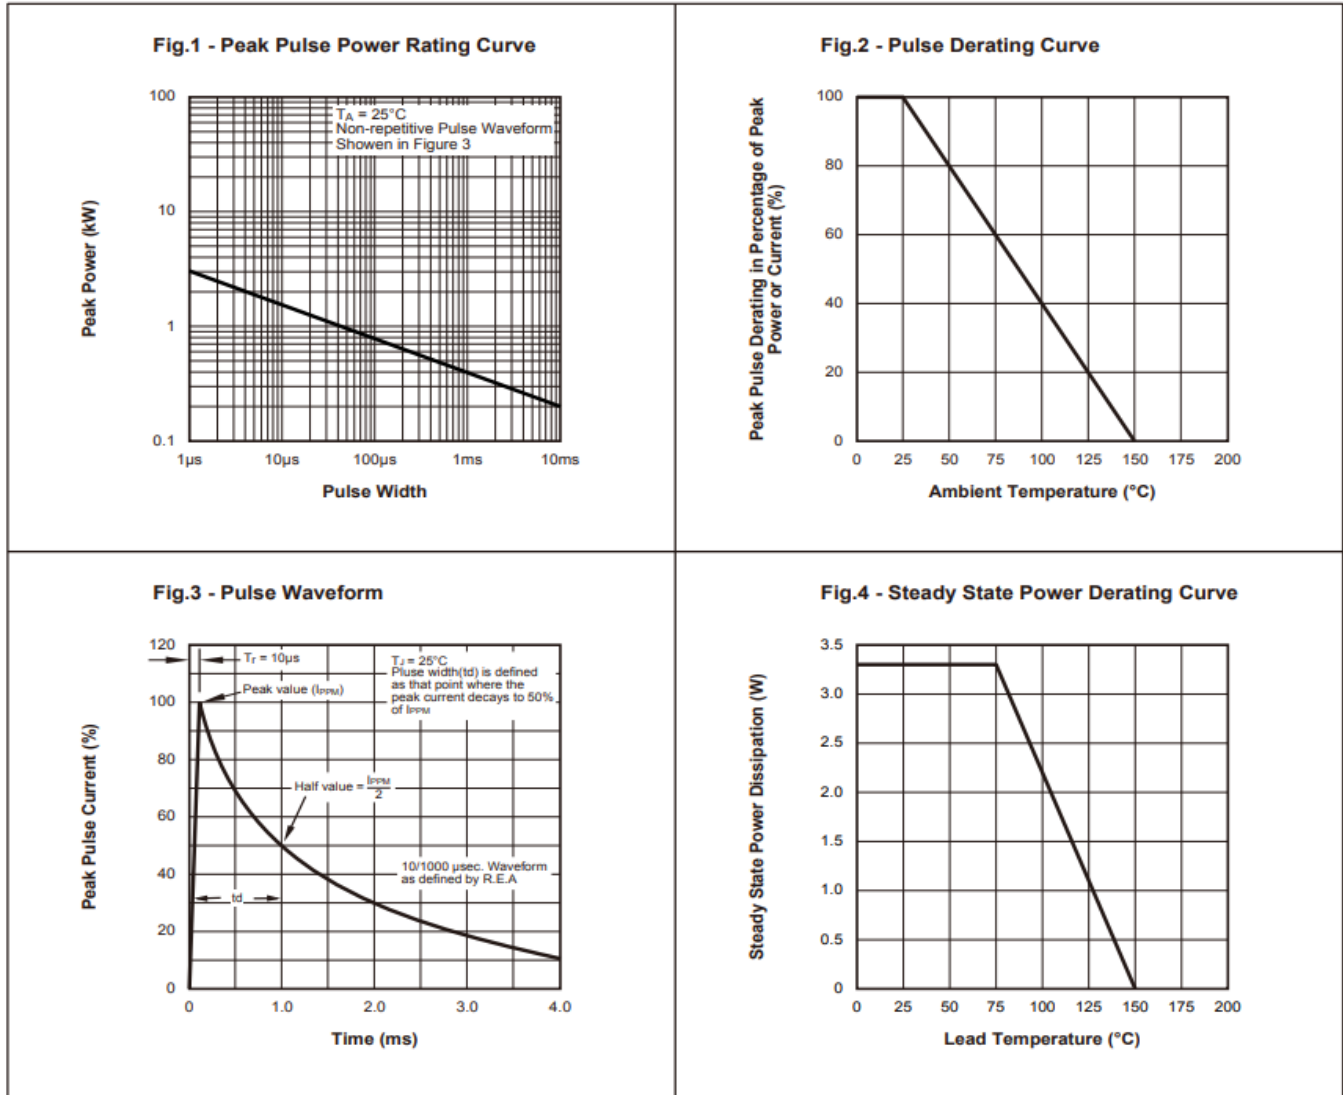 Fig.1 - Peak Pulse Power Rating Curve
Peak Power (kW)
100
10
1
0.1
TA = 25°C
Non-repetitive Pulse Waveform
Showen in Figure 3
1µs 10µs 100µs 1ms 10ms
Pulse Width
Fig.2 - Pulse Derating Curve
Peak Pulse Derating in Percentage of Peak
Power or Current (%)
100
80
60
40
20
0
0 25 50 75 100 125 150 175 200
Ambient Temperature (°C)
Fig.3 - Pulse Waveform
Peak Pulse Current (%)
120
100
80
60
40
20
0
Tr = 10µs
Peak value (IPPM)
TJ = 25°C
Pluse width(td) is defined
as that point where the
peak current decays to 50%
of IPPM
Half value = IPPM
2
10/1000 µsec. Waveform
as defined by R.E.A
td
0 1.0 2.0 3.0 4.0
Time (ms)
Fig.4 - Steady State Power Derating Curve
Steady State Power Dissipation (W)
3.5
3.0
2.5
2.0
1.5
1.0
0.5
0
0 25 50 75 100 125 150 175 200
Lead Temperature (°C)